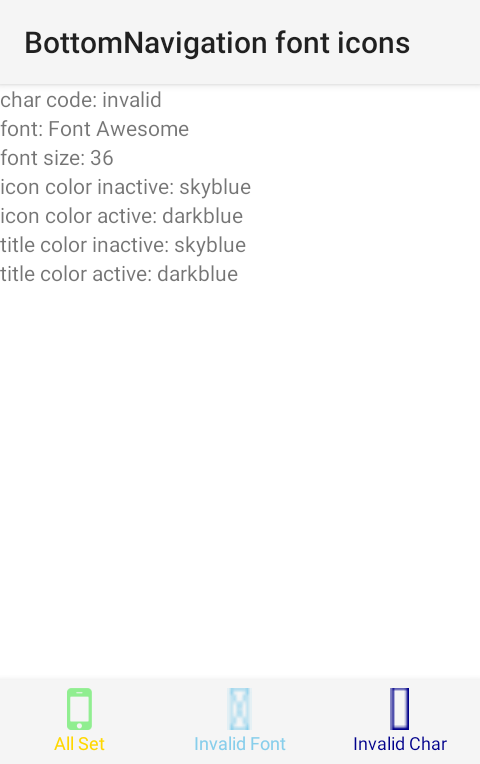 BottomNavigation font icons
char code: invalid
font: Font Awesome
font size: 36
icon color inactive: skyblue
icon color active: darkblue
title color inactive: skyblue
title color active: darkblue
All Set
Invalid Font
Invalid Char